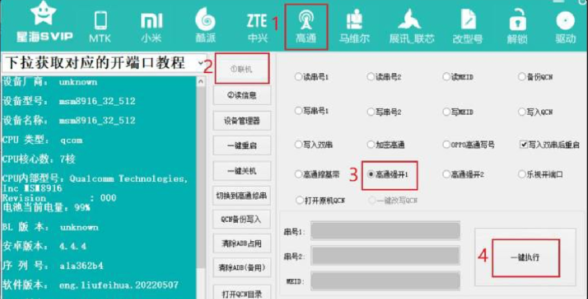 星海SVIP
MTK
小米
酷派
ZTE
中兴
1
高通
马维尔
展讯_联芯
改型号
解锁
驱动
下拉获取对应的开端口教程
2
①联机
②读信息
设备管理器
一键重启
一键关机
切换到高通给串
QCN备份写入
清除ADB占用
清除ADB(备用)
打开QCN目录
设备厂商: unknown
设备型号: msm8916_32_512
设备名称: msm8916_32_512
CPU 类型: qcom
CPU核心数: 7核
CPU内部型号: Qualcomm Technologies,
Inc MSM8916
Revision : 000
电池当前电量: 99%
BL 版 本: unknown
安卓版本: 4.4.4
序 列 号: a1a362b4
软件版本: eng.liufeihua.20220507
读串号1
读串号2
读MEID
备份QCN
写串号1
写串号2
写MEID
写入QCN
写入双串
加密高通
OPPO高通写号
写入双串后重启
高通擦基带
3
高通强开1
高通强开2
乐视开端口
打开原机QCN
一键改写QCN
串号1:
串号2:
MEID:
4
一键执行